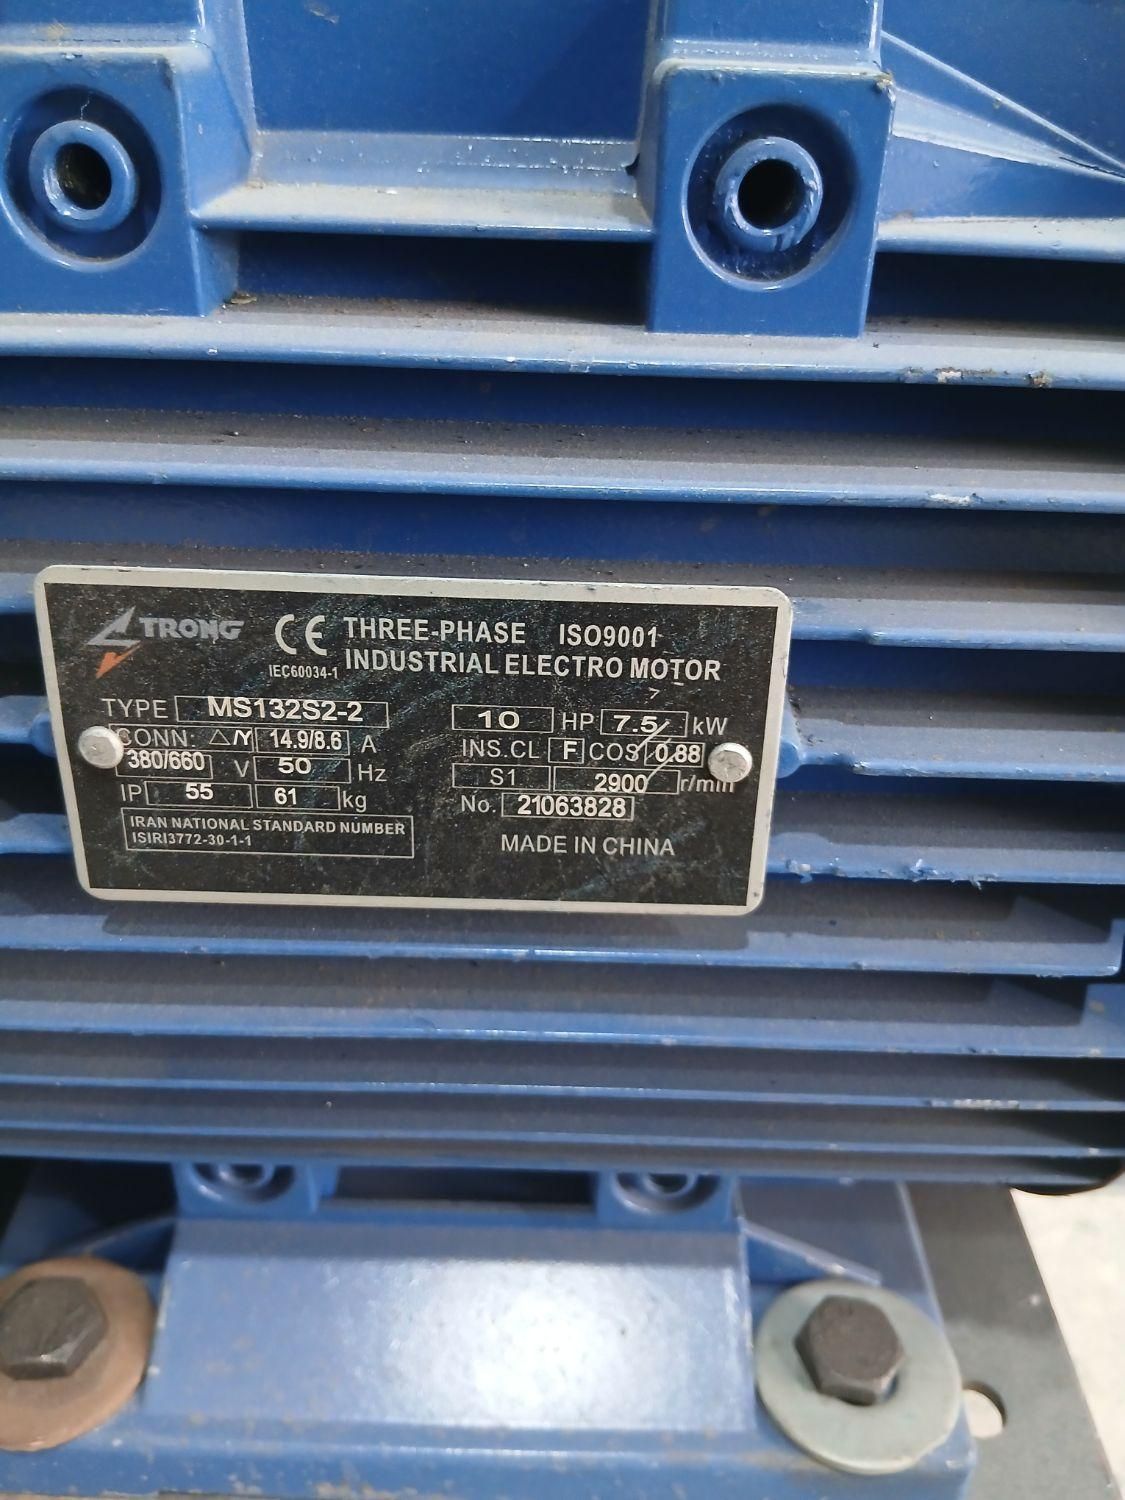 STRONG CE THREE-PHASE ISO9001
IEC60034-1 INDUSTRIAL ELECTRO MOTOR
TYPE MS132S2-2 10 HP 7.5 kW
CONN. △/Y 14.9/8.6 A INS.CL F COS 0.88
380/660 V 50 Hz S1 2900 r/min
IP 55 61 kg No. 21063828
IRAN NATIONAL STANDARD NUMBER
ISIRI3772-30-1-1
MADE IN CHINA